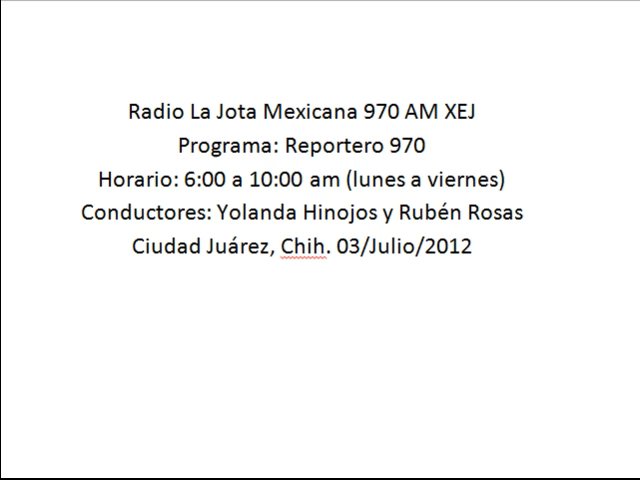 Radio La Jota Mexicana 970 AM XEJ
Programa: Reportero 970
Horario: 6:00 a 10:00 am (lunes a viernes)
Conductores: Yolanda Hinojos y Rubén Rosas
Ciudad Juárez, Chih. 03/Julio/2012